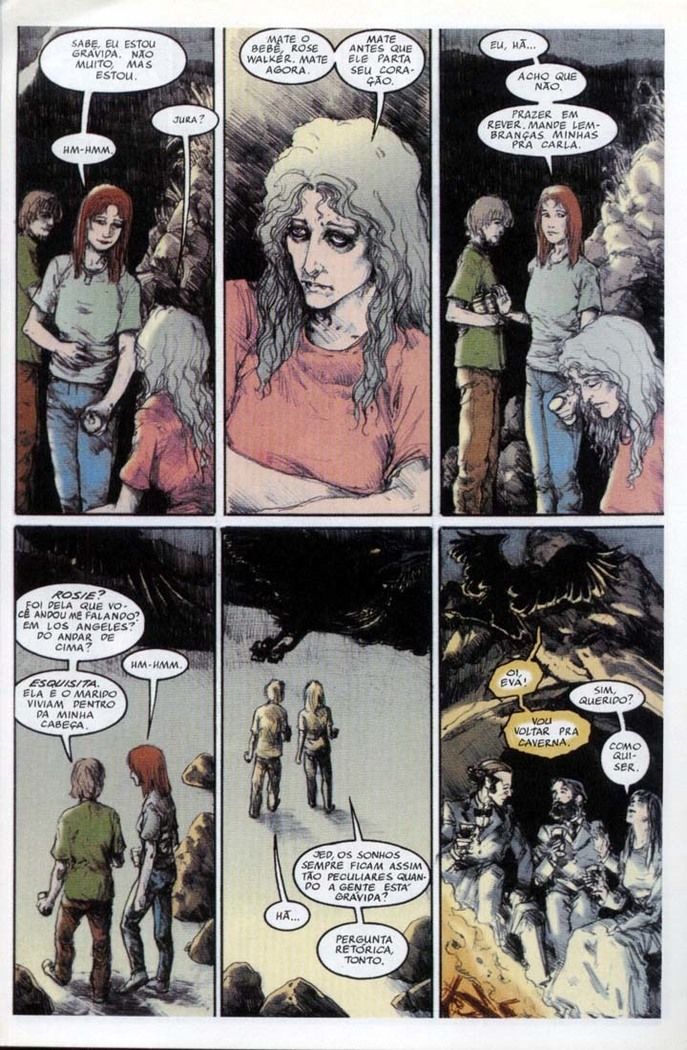 SABE, EU ESTOU
GRÁVIDA. NÃO
MUITO, MAS
ESTOU.
JURA?
HM-HMM.
MATE O
BEBÊ, ROSE
WALKER. MATE
AGORA.
MATE
ANTES QUE
ELE PARTA
SEU CORA-
ÇÃO.
EU, HÃ...
ACHO QUE
NÃO.
PRAZER EM
REVER. MANDE LEM-
BRANÇAS MINHAS
PRA CARLA.
ROSIE?
FOI DELA QUE VO-
CÊ ANDOU ME FALANDO?
EM LOS ANGELES?
DO ANDAR DE
CIMA?
HM-HMM.
ESQUISITA.
ELA E O MARIDO
VIVIAM DENTRO
DA MINHA
CABEÇA.
JED, OS SONHOS
SEMPRE FICAM ASSIM
TÃO PECULIARES QUAN-
DO A GENTE ESTÁ
GRÁVIDA?
HÃ...
PERGUNTA
RETÓRICA,
TONTO.
OI,
EVA!
VOU
VOLTAR PRA
CAVERNA.
SIM,
QUERIDO?
COMO
QUI-
SER.